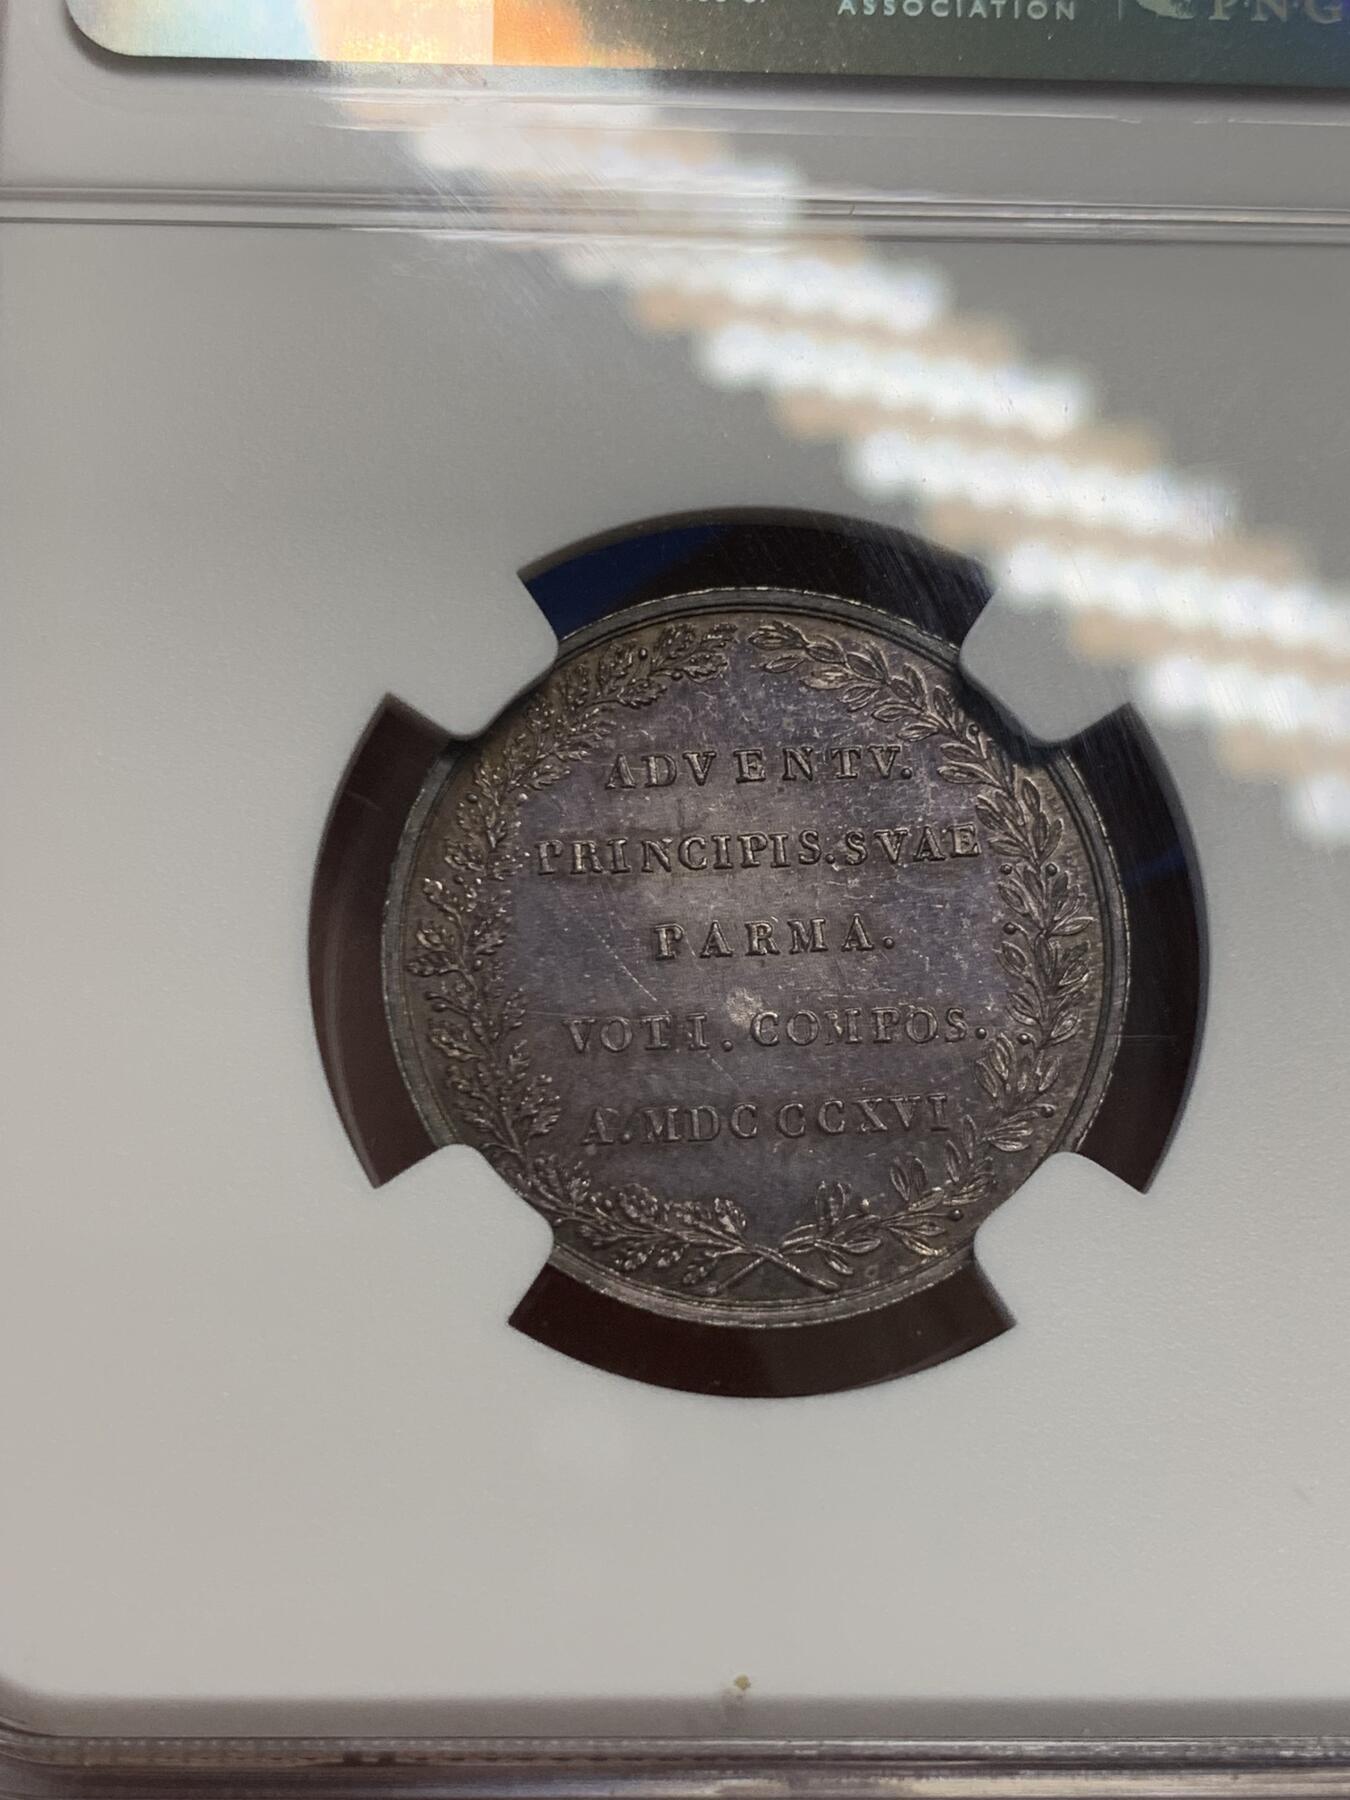 ASSOCIATION
P·N·G
ADVENTV.
PRINCIPIS.SVAE
PARMA.
VOTI.COMPOS.
A.MDCCCXVI